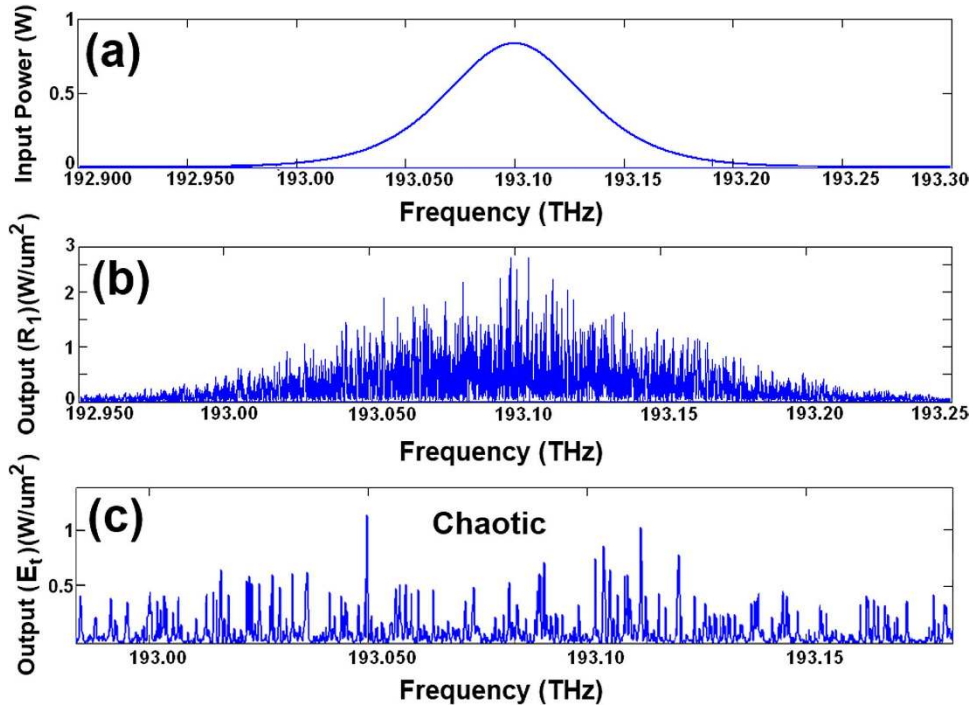 (a)
Input Power (W)
1
0.5
0
192.900 192.950 193.00 193.050 193.10 193.15 193.20 193.25 193.30
Frequency (THz)
(b)
Output (R₁)(W/um²)
3
2
1
0
192.950 193.00 193.050 193.10 193.15 193.20 193.25
Frequency (THz)
(c)
Chaotic
Output (Eₜ)(W/um²)
1
0.5
193.00 193.050 193.10 193.15
Frequency (THz)